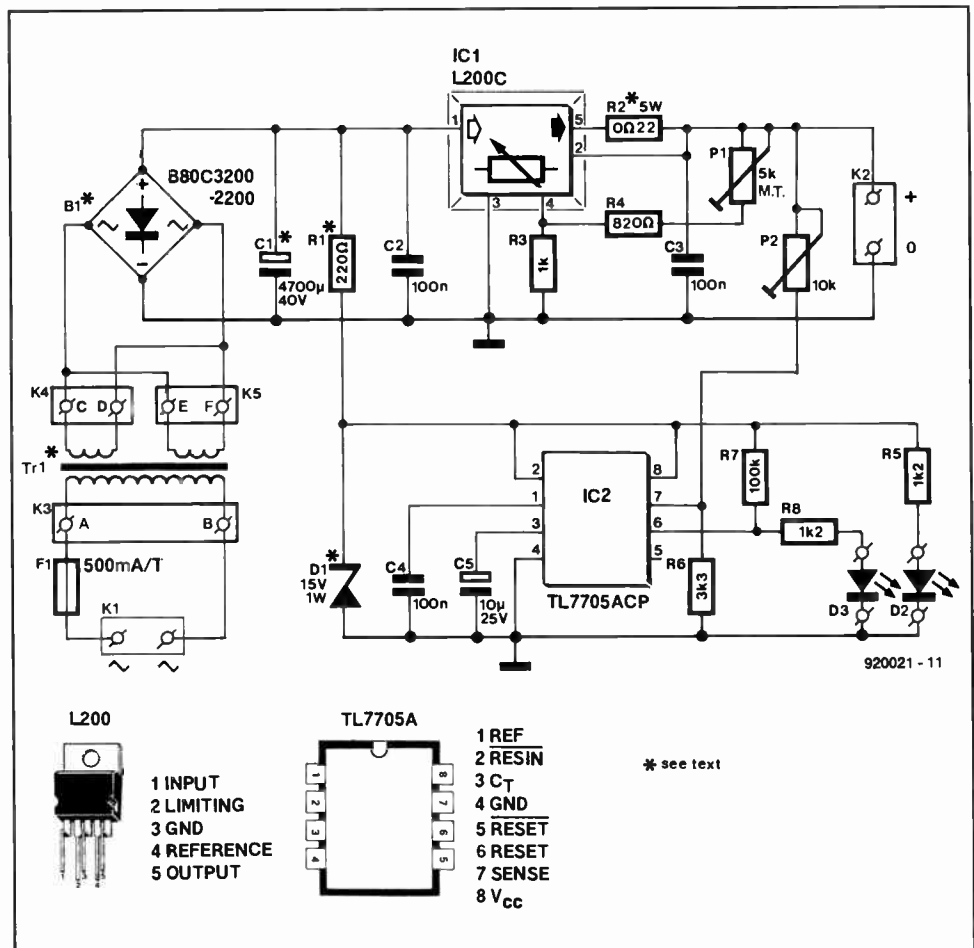 IC1
L200C
1
5
2
3
4
R2* 5W
0Ω22
P1
5k
M.T.
K2
+
0
B1*
B80C3200
-2200
+
~
~
-
C1*
4700µ
40V
R1*
220Ω
C2
100n
R3
1k
R4
820Ω
C3
100n
P2
10k
K4
C D
E F
K5
Tr1*
K3
A
B
F1
500mA/T
K1
~ ~
D1*
15V
1W
C4
100n
C5
10µ
25V
2
1
3
4
IC2
8
7
6
5
TL7705ACP
R6
3k3
R7
100k
R8
1k2
R5
1k2
D3
D2
920021 - 11
L200
1 INPUT
2 LIMITING
3 GND
4 REFERENCE
5 OUTPUT
TL7705A
1
2
3
4
8
7
6
5
1 REF
2 RESIN
3 CT
4 GND
5 RESET
6 RESET
7 SENSE
8 Vcc
* see text